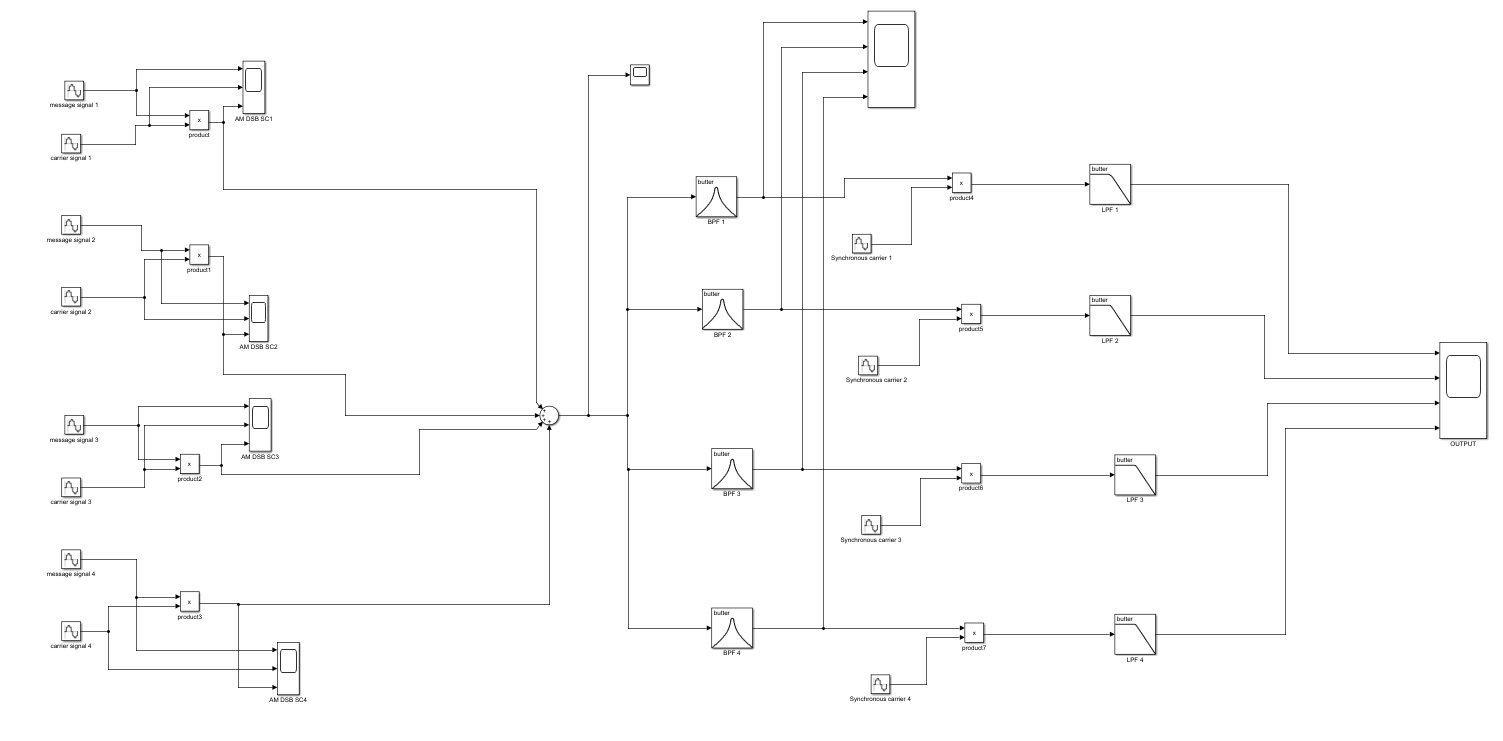 message signal 1
carrier signal 1
x
product
AM DSB SC1
message signal 2
carrier signal 2
x
product1
AM DSB SC2
message signal 3
carrier signal 3
x
product2
AM DSB SC3
message signal 4
carrier signal 4
x
product3
AM DSB SC4
butter
BPF 1
Synchronous carrier 1
x
product4
butter
LPF 1
butter
BPF 2
Synchronous carrier 2
x
product5
butter
LPF 2
butter
BPF 3
Synchronous carrier 3
x
product6
butter
LPF 3
butter
BPF 4
Synchronous carrier 4
x
product7
butter
LPF 4
OUTPUT